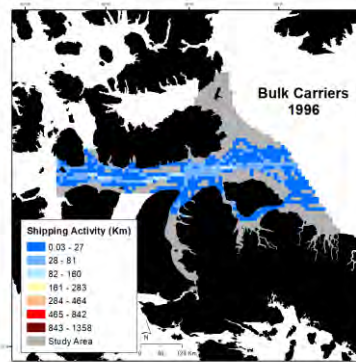 Bulk Carriers
1996
Shipping Activity (Km)
0.03 - 27
28 - 81
82 - 160
161 - 283
284 - 464
465 - 842
843 - 1358
Study Area
N